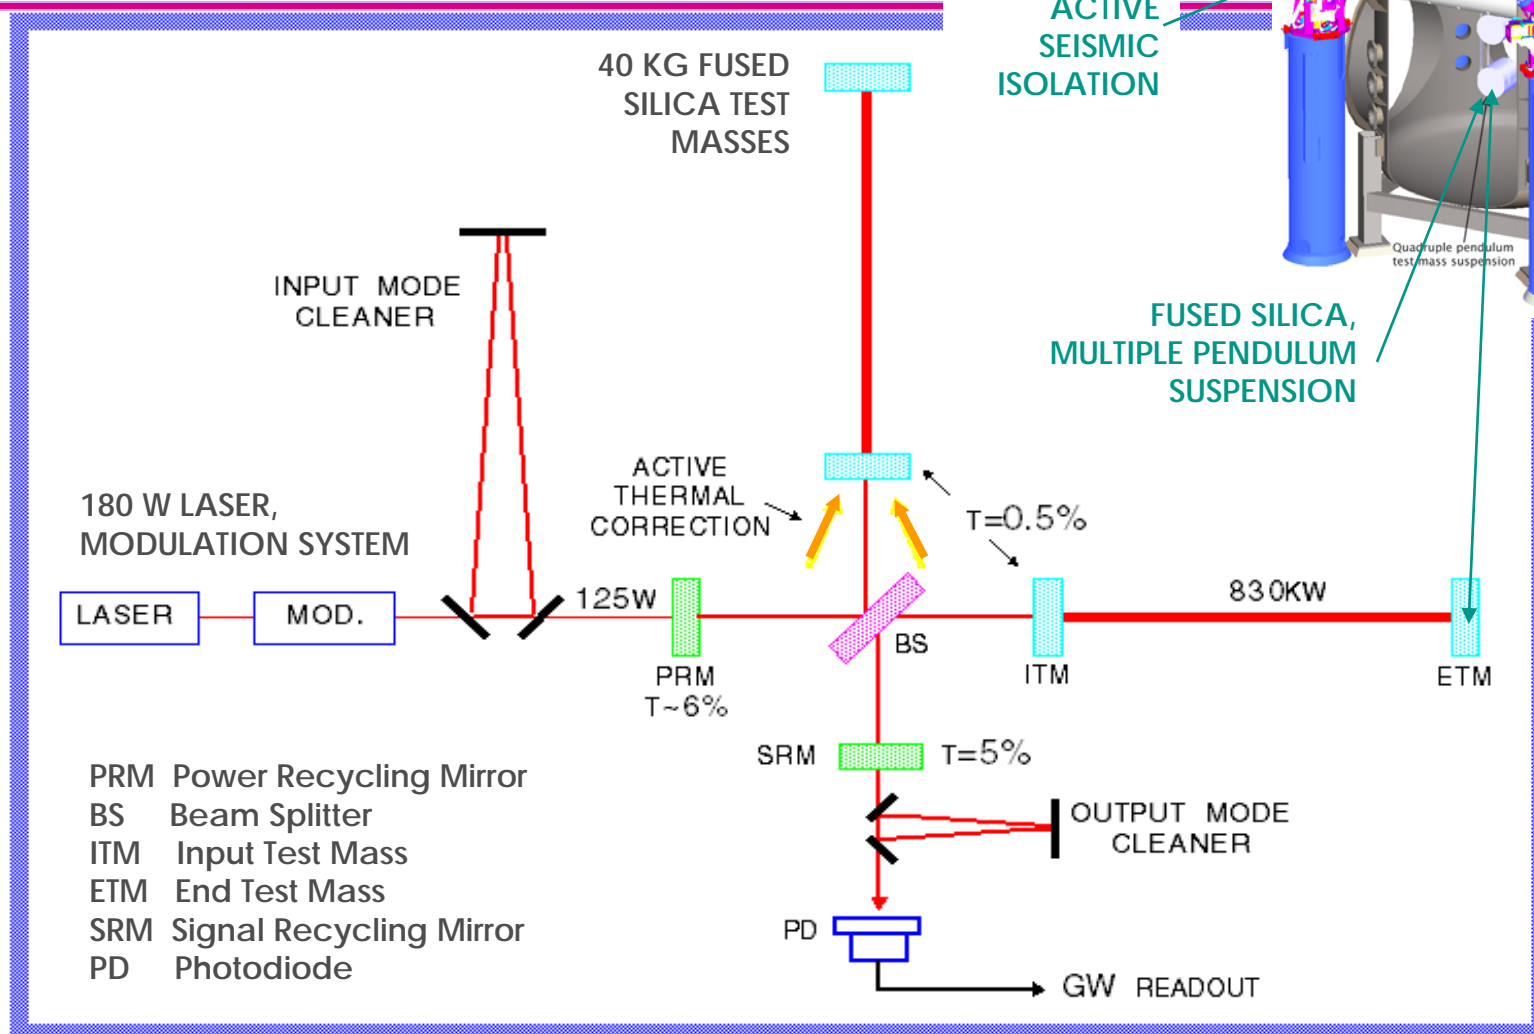 ACTIVE
SEISMIC
ISOLATION
40 KG FUSED
SILICA TEST
MASSES
Quadruple pendulum
test mass suspension
INPUT MODE
CLEANER
FUSED SILICA,
MULTIPLE PENDULUM
SUSPENSION
ACTIVE
THERMAL
CORRECTION
T=0.5%
180 W LASER,
MODULATION SYSTEM
LASER
MOD.
125W
830KW
BS
PRM
T~6%
ITM
ETM
SRM
T=5%
PRM Power Recycling Mirror
BS Beam Splitter
ITM Input Test Mass
ETM End Test Mass
SRM Signal Recycling Mirror
PD Photodiode
OUTPUT MODE
CLEANER
PD
GW READOUT